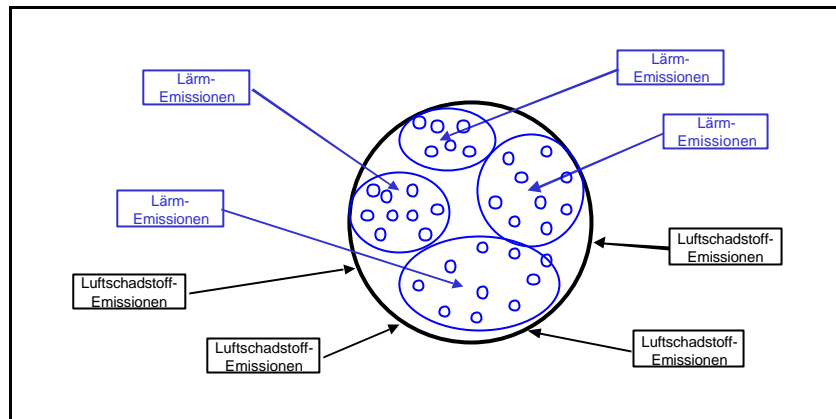 Lärm-
Emissionen
Lärm-
Emissionen
Lärm-
Emissionen
Lärm-
Emissionen
Luftschadstoff-
Emissionen
Luftschadstoff-
Emissionen
Luftschadstoff-
Emissionen
Luftschadstoff-
Emissionen